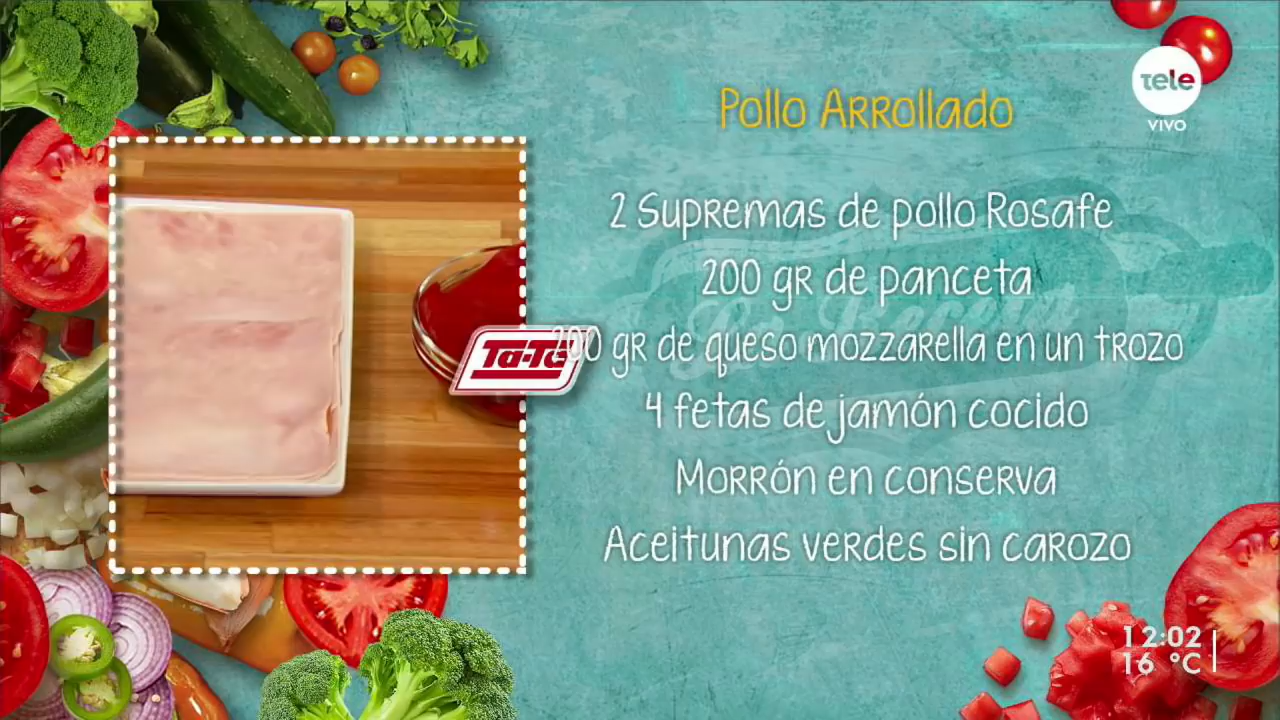 Pollo Arrollado
tele
VIVO
2 Supremas de pollo Rosafe
200 gr de panceta
200 gr de queso mozzarella en un trozo
Ta-Ta
4 fetas de jamón cocido
Morrón en conserva
Aceitunas verdes sin carozo
12:02
16 °C